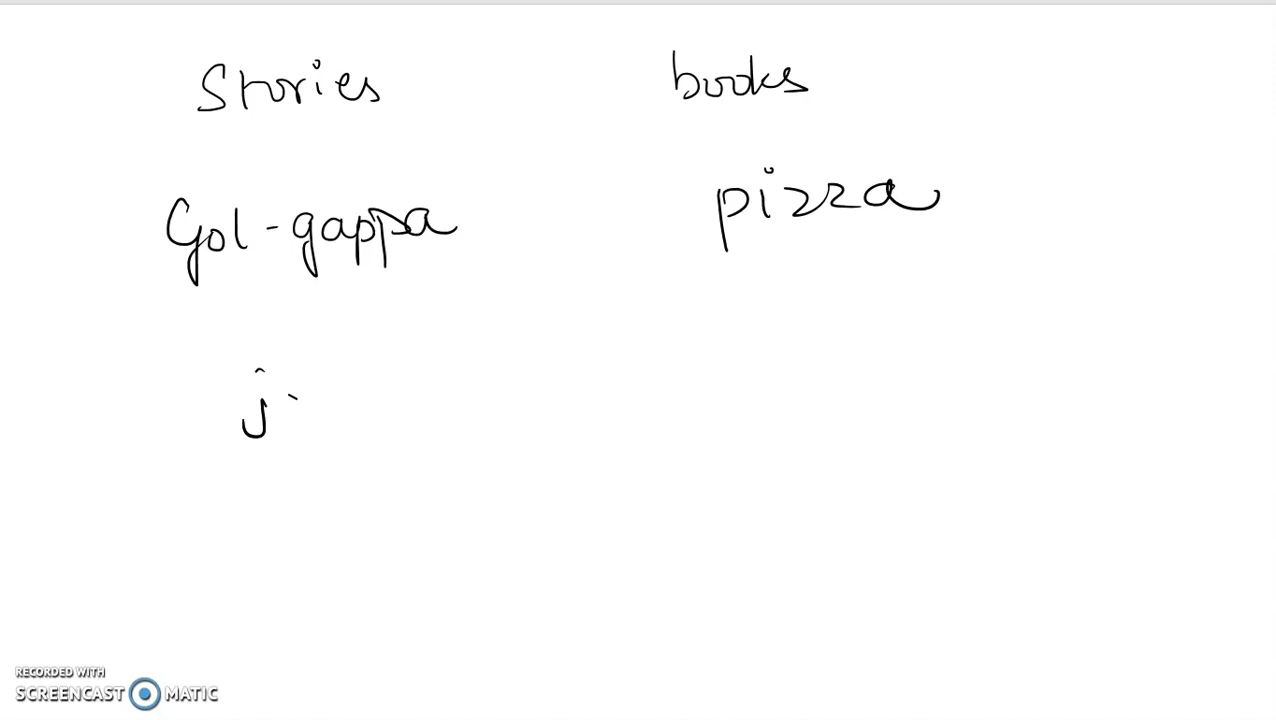 Stories books
Gol-gappa pizza
j
RECORDED WITH
SCREENCAST MATIC